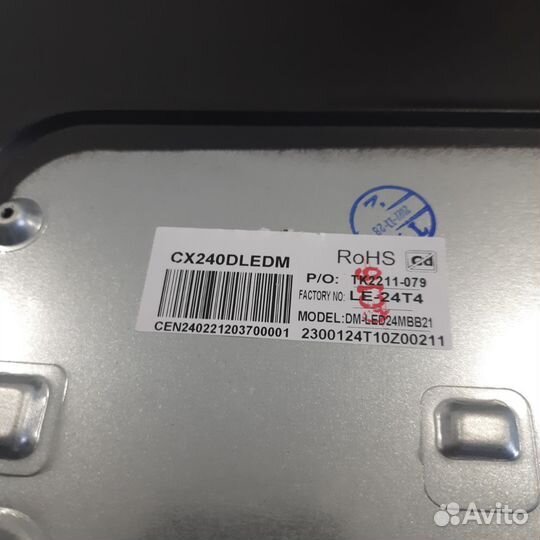 CX240DLEDM
RoHS Cd
P/O: TK2211-079
FACTORY NO: LE-24T4
MODEL:DM-LED24MBB21
CEN240221203700001
2300124T10Z00211
Avito